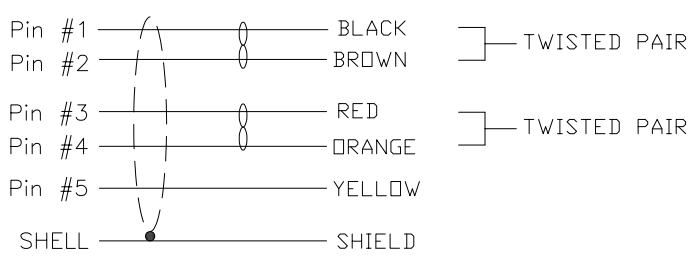 Pin #1 BLACK
TWISTED PAIR
Pin #2 BROWN
Pin #3 RED
TWISTED PAIR
Pin #4 ORANGE
Pin #5 YELLOW
SHELL SHIELD